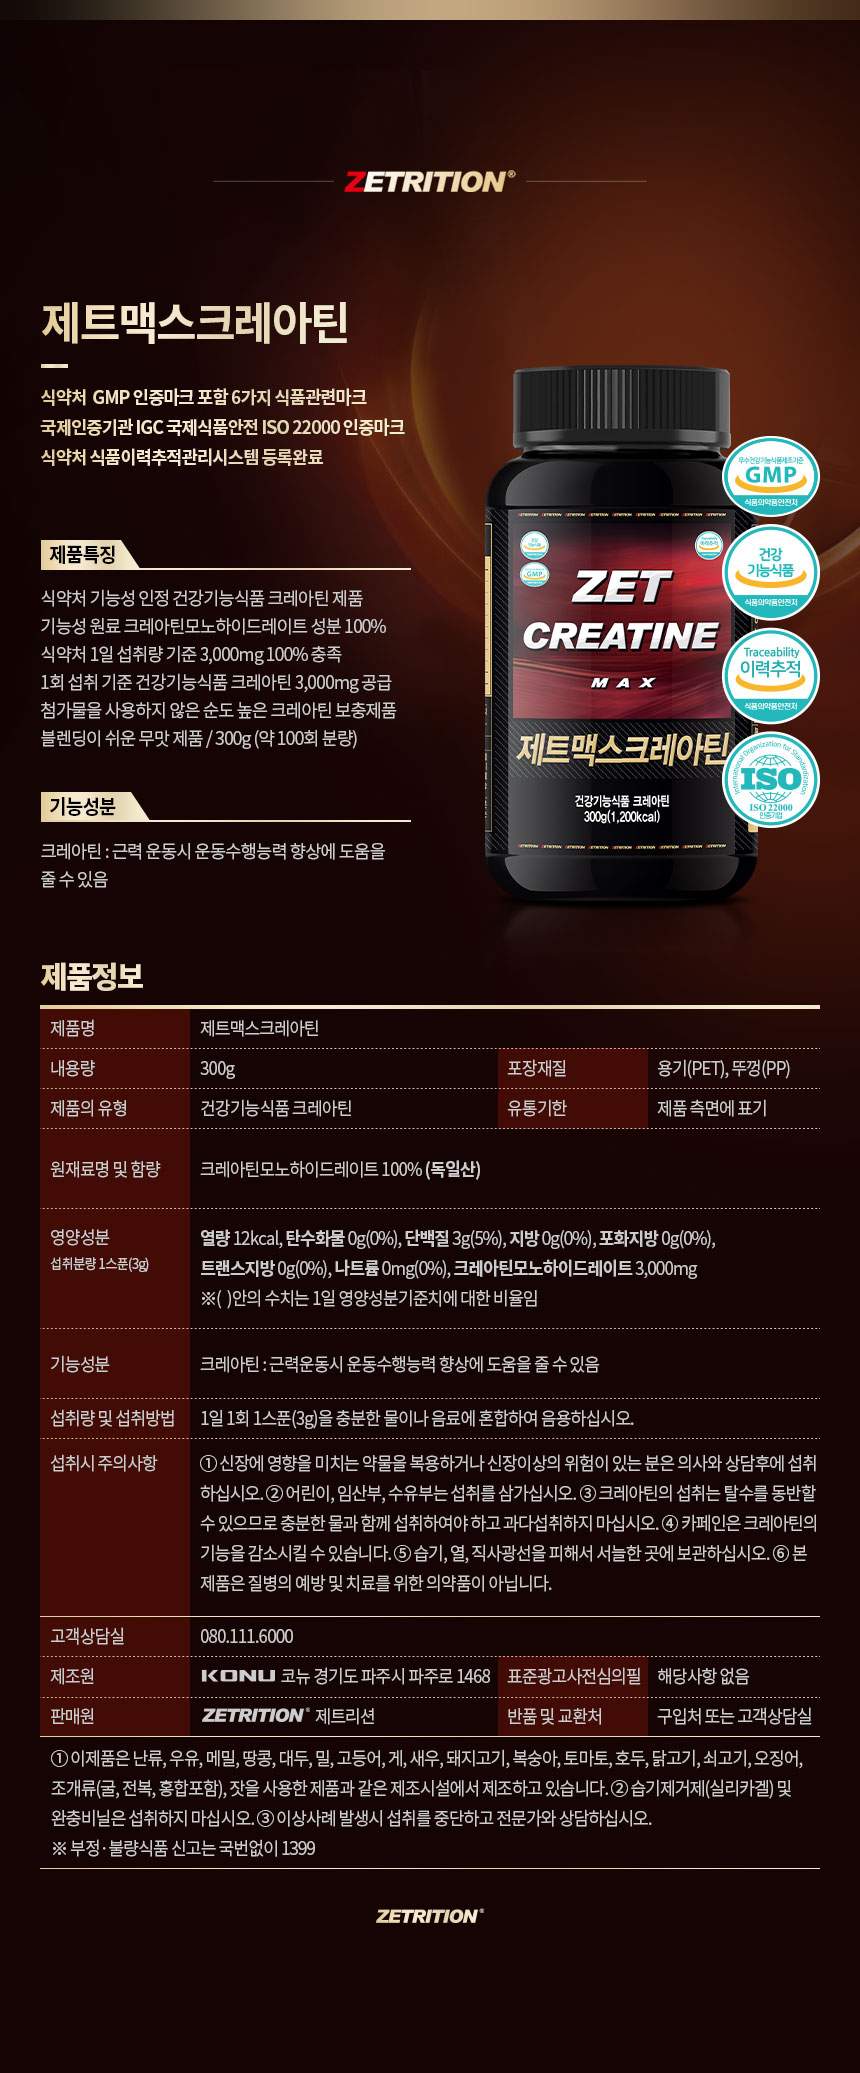 ZETRITION®
제트맥스크레아틴
식약처 GMP 인증마크 포함 6가지 식품관련마크
국제인증기관 IGC 국제식품안전 ISO 22000 인증마크
식약처 식품이력추적관리시스템 등록완료
제품특징
식약처 기능성 인정 건강기능식품 크레아틴 제품
기능성 원료 크레아틴모노하이드레이트 성분 100%
식약처 1일 섭취량 기준 3,000mg 100% 충족
1회 섭취 기준 건강기능식품 크레아틴 3,000mg 공급
첨가물을 사용하지 않은 순도 높은 크레아틴 보충제품
블렌딩이 쉬운 무맛 제품 / 300g (약 100회 분량)
기능성분
크레아틴 : 근력 운동시 운동수행능력 향상에 도움을
줄 수 있음
GMP
ZET
CREATINE
MAX
제트맥스크레아틴
건강기능식품 크레아틴
300g(1,200kcal)
우수건강기능식품제조기준
GMP
식품의약품안전처
건강
기능식품
식품의약품안전처
Traceability
이력추적
식품의약품안전처
International Organization for Standardization
ISO
ISO 22000
인증기업
제품정보
제품명 제트맥스크레아틴
내용량 300g 포장재질 용기(PET), 뚜껑(PP)
제품의 유형 건강기능식품 크레아틴 유통기한 제품 측면에 표기
원재료명 및 함량 크레아틴모노하이드레이트 100% (독일산)
영양성분 열량 12kcal, 탄수화물 0g(0%), 단백질 3g(5%), 지방 0g(0%), 포화지방 0g(0%),
섭취분량 1스푼(3g) 트랜스지방 0g(0%), 나트륨 0mg(0%), 크레아틴모노하이드레이트 3,000mg
※( )안의 수치는 1일 영양성분기준치에 대한 비율임
기능성분 크레아틴 : 근력운동시 운동수행능력 향상에 도움을 줄 수 있음
섭취량 및 섭취방법 1일 1회 1스푼(3g)을 충분한 물이나 음료에 혼합하여 음용하십시오.
섭취시 주의사항 ① 신장에 영향을 미치는 약물을 복용하거나 신장이상의 위험이 있는 분은 의사와 상담후에 섭취
하십시오. ② 어린이, 임산부, 수유부는 섭취를 삼가십시오. ③ 크레아틴의 섭취는 탈수를 동반할
수 있으므로 충분한 물과 함께 섭취하여야 하고 과다섭취하지 마십시오. ④ 카페인은 크레아틴의
기능을 감소시킬 수 있습니다. ⑤ 습기, 열, 직사광선을 피해서 서늘한 곳에 보관하십시오. ⑥ 본
제품은 질병의 예방 및 치료를 위한 의약품이 아닙니다.
고객상담실 080.111.6000
제조원 KONU 코뉴 경기도 파주시 파주로 1468 표준광고사전심의필 해당사항 없음
판매원 ZETRITION® 제트리션 반품 및 교환처 구입처 또는 고객상담실
① 이제품은 난류, 우유, 메밀, 땅콩, 대두, 밀, 고등어, 게, 새우, 돼지고기, 복숭아, 토마토, 호두, 닭고기, 쇠고기, 오징어,
조개류(굴, 전복, 홍합포함), 잣을 사용한 제품과 같은 제조시설에서 제조하고 있습니다. ② 습기제거제(실리카겔) 및
완충비닐은 섭취하지 마십시오. ③ 이상사례 발생시 섭취를 중단하고 전문가와 상담하십시오.
※ 부정·불량식품 신고는 국번없이 1399
ZETRITION®